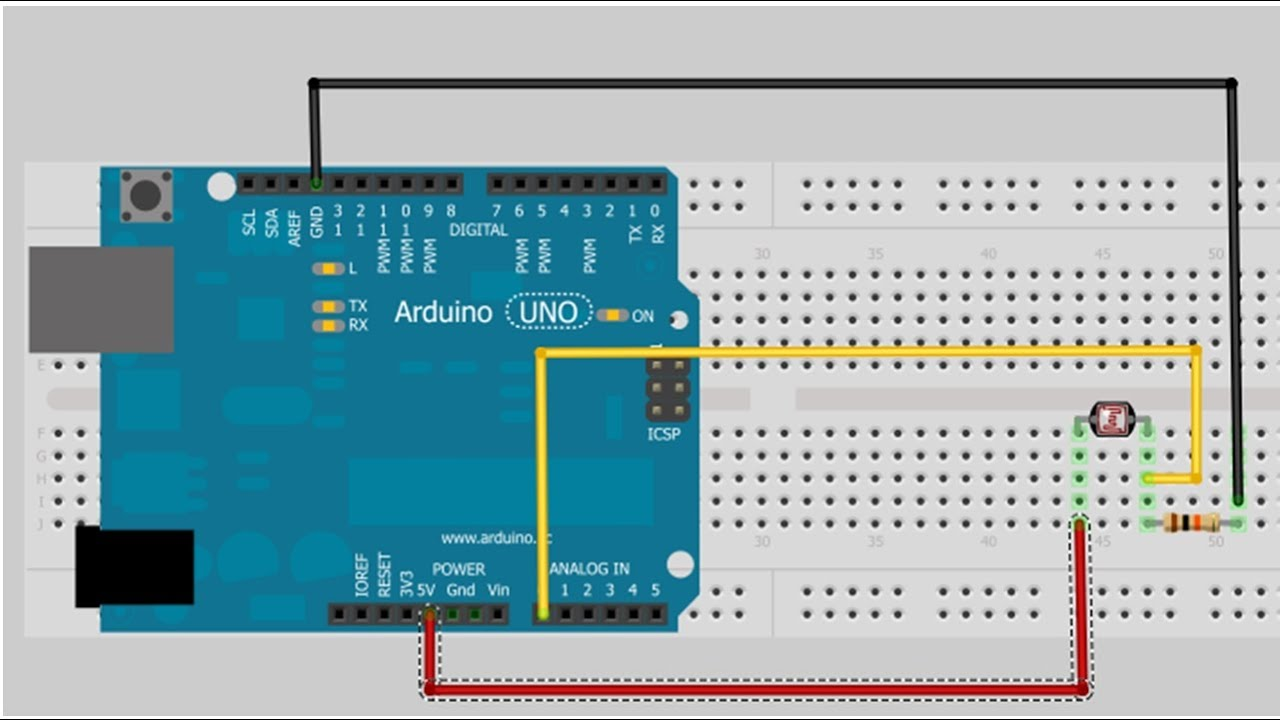 SCL SDA AREF GND 13 12 11 10 9 8 7 6 5 4 3 2 1 0
PWM PWM PWM PWM PWM PWM TX RX
DIGITAL
30 35 40 45 50
L
TX
RX
Arduino UNO ON
1
E
ICSP
F
G
H
I
J
www.arduino.cc
30 35 40 45 50
POWER ANALOG IN
IOREF RESET 3V3 5V Gnd Vin 1 2 3 4 5